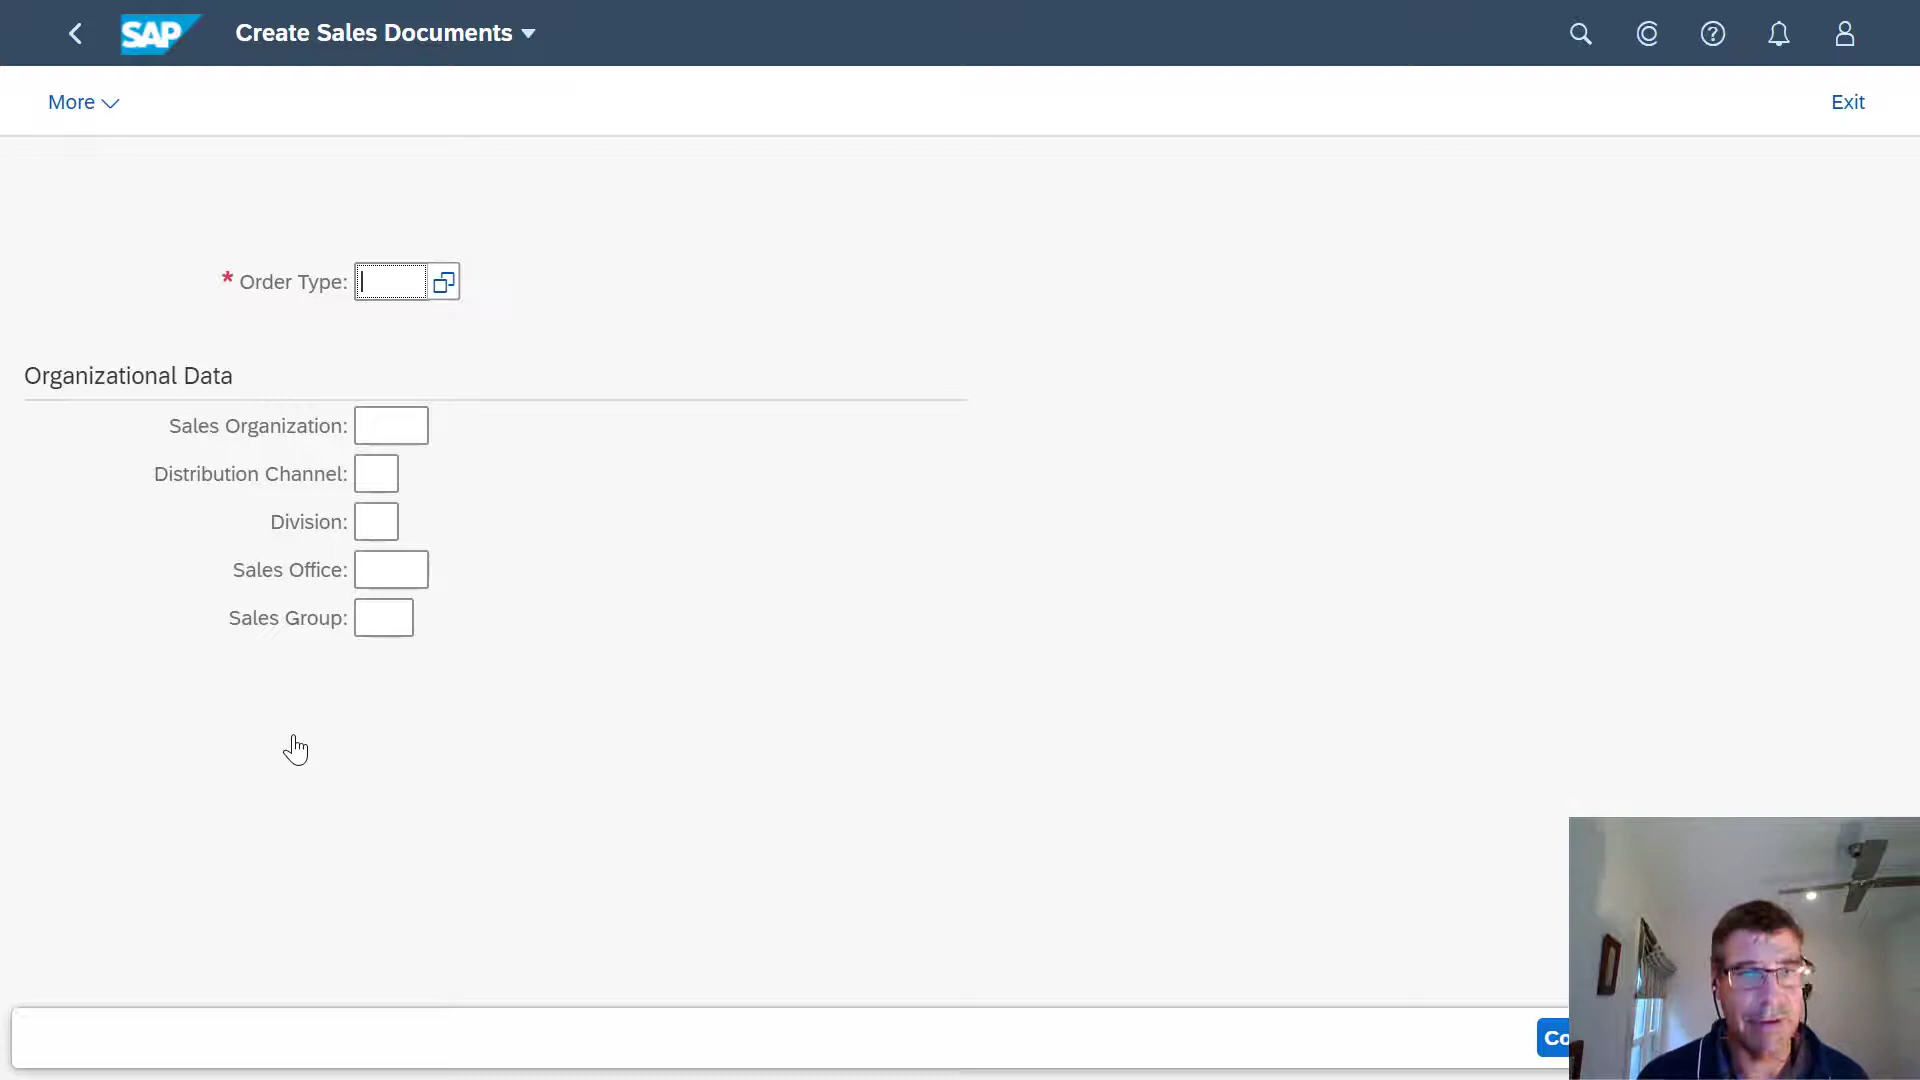 SAP Create Sales Documents
More Exit
* Order Type:
Organizational Data
Sales Organization:
Distribution Channel:
Division:
Sales Office:
Sales Group:
Co